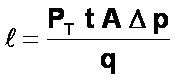 ℓ = P_T t A Δ p / q